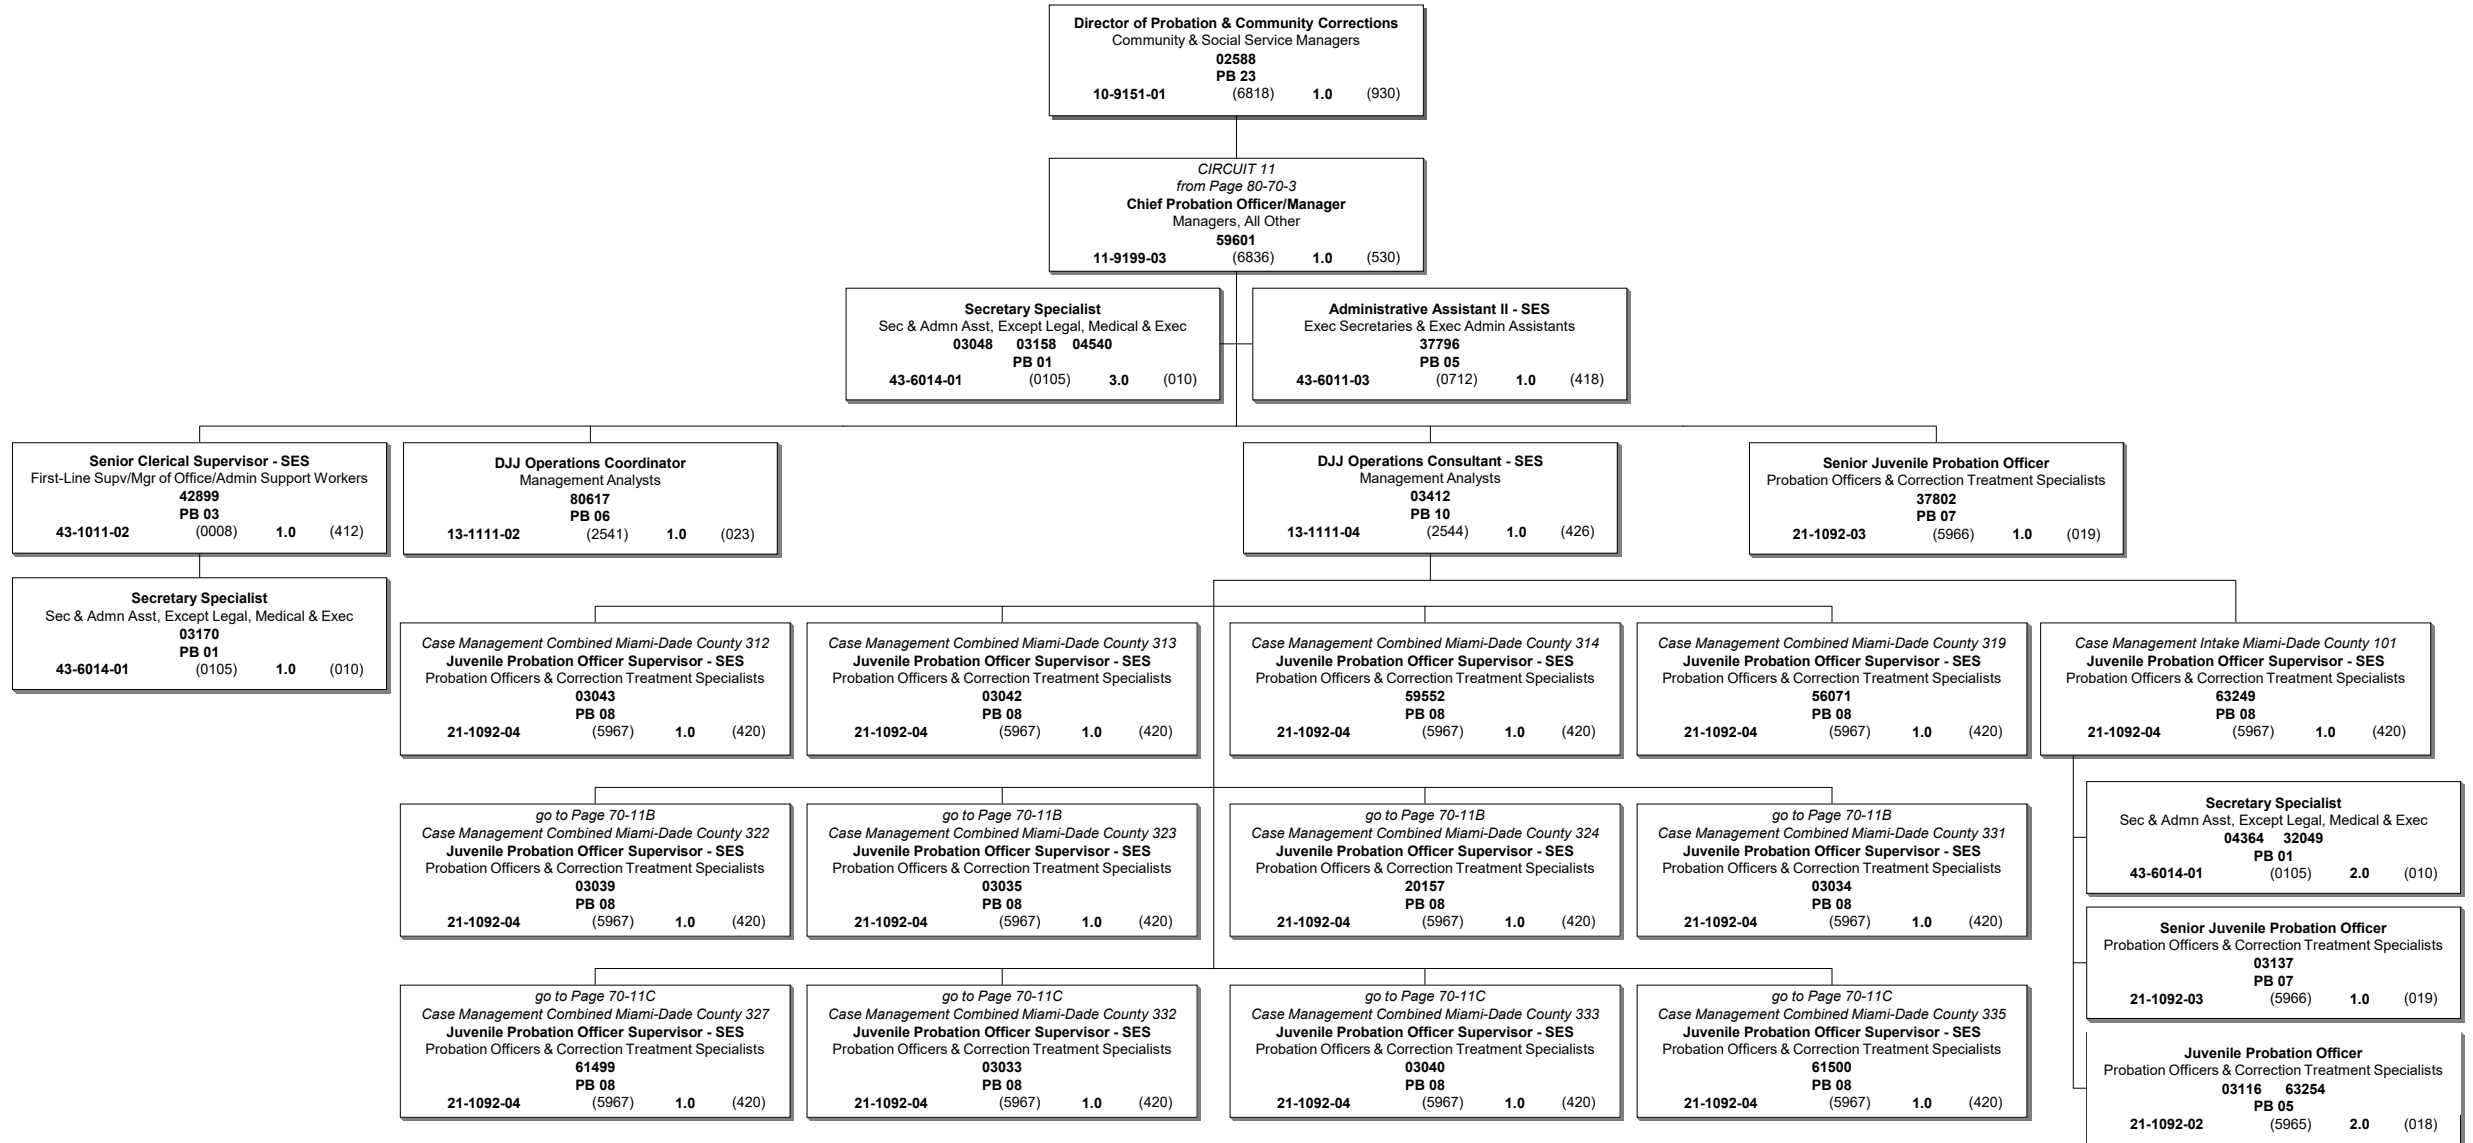 Director of Probation & Community Corrections
Community & Social Service Managers
02588
PB 23
10-9151-01 (6818) 1.0 (930)
CIRCUIT 11
from Page 80-70-3
Chief Probation Officer/Manager
Managers, All Other
59601
11-9199-03 (6836) 1.0 (530)
Secretary Specialist
Sec & Admn Asst, Except Legal, Medical & Exec
03048 03158 04540
PB 01
43-6014-01 (0105) 3.0 (010)
Administrative Assistant II - SES
Exec Secretaries & Exec Admin Assistants
37796
PB 05
43-6011-03 (0712) 1.0 (418)
Senior Clerical Supervisor - SES
First-Line Supv/Mgr of Office/Admin Support Workers
42899
PB 03
43-1011-02 (0008) 1.0 (412)
DJJ Operations Coordinator
Management Analysts
80617
PB 06
13-1111-02 (2541) 1.0 (023)
DJJ Operations Consultant - SES
Management Analysts
03412
PB 10
13-1111-04 (2544) 1.0 (426)
Senior Juvenile Probation Officer
Probation Officers & Correction Treatment Specialists
37802
PB 07
21-1092-03 (5966) 1.0 (019)
Secretary Specialist
Sec & Admn Asst, Except Legal, Medical & Exec
03170
PB 01
43-6014-01 (0105) 1.0 (010)
Case Management Combined Miami-Dade County 312
Juvenile Probation Officer Supervisor - SES
Probation Officers & Correction Treatment Specialists
03043
PB 08
21-1092-04 (5967) 1.0 (420)
Case Management Combined Miami-Dade County 313
Juvenile Probation Officer Supervisor - SES
Probation Officers & Correction Treatment Specialists
03042
PB 08
21-1092-04 (5967) 1.0 (420)
Case Management Combined Miami-Dade County 314
Juvenile Probation Officer Supervisor - SES
Probation Officers & Correction Treatment Specialists
59552
PB 08
21-1092-04 (5967) 1.0 (420)
Case Management Combined Miami-Dade County 319
Juvenile Probation Officer Supervisor - SES
Probation Officers & Correction Treatment Specialists
56071
PB 08
21-1092-04 (5967) 1.0 (420)
Case Management Intake Miami-Dade County 101
Juvenile Probation Officer Supervisor - SES
Probation Officers & Correction Treatment Specialists
63249
PB 08
21-1092-04 (5967) 1.0 (420)
go to Page 70-11B
Case Management Combined Miami-Dade County 322
Juvenile Probation Officer Supervisor - SES
Probation Officers & Correction Treatment Specialists
03039
PB 08
21-1092-04 (5967) 1.0 (420)
go to Page 70-11B
Case Management Combined Miami-Dade County 323
Juvenile Probation Officer Supervisor - SES
Probation Officers & Correction Treatment Specialists
03035
PB 08
21-1092-04 (5967) 1.0 (420)
go to Page 70-11B
Case Management Combined Miami-Dade County 324
Juvenile Probation Officer Supervisor - SES
Probation Officers & Correction Treatment Specialists
20157
PB 08
21-1092-04 (5967) 1.0 (420)
go to Page 70-11B
Case Management Combined Miami-Dade County 331
Juvenile Probation Officer Supervisor - SES
Probation Officers & Correction Treatment Specialists
03034
PB 08
21-1092-04 (5967) 1.0 (420)
Secretary Specialist
Sec & Admn Asst, Except Legal, Medical & Exec
04364 32049
PB 01
43-6014-01 (0105) 2.0 (010)
Senior Juvenile Probation Officer
Probation Officers & Correction Treatment Specialists
03137
PB 07
21-1092-03 (5966) 1.0 (019)
go to Page 70-11C
Case Management Combined Miami-Dade County 327
Juvenile Probation Officer Supervisor - SES
Probation Officers & Correction Treatment Specialists
61499
PB 08
21-1092-04 (5967) 1.0 (420)
go to Page 70-11C
Case Management Combined Miami-Dade County 332
Juvenile Probation Officer Supervisor - SES
Probation Officers & Correction Treatment Specialists
03033
PB 08
21-1092-04 (5967) 1.0 (420)
go to Page 70-11C
Case Management Combined Miami-Dade County 333
Juvenile Probation Officer Supervisor - SES
Probation Officers & Correction Treatment Specialists
03040
PB 08
21-1092-04 (5967) 1.0 (420)
go to Page 70-11C
Case Management Combined Miami-Dade County 335
Juvenile Probation Officer Supervisor - SES
Probation Officers & Correction Treatment Specialists
61500
PB 08
21-1092-04 (5967) 1.0 (420)
Juvenile Probation Officer
Probation Officers & Correction Treatment Specialists
03116 63254
PB 05
21-1092-02 (5965) 2.0 (018)